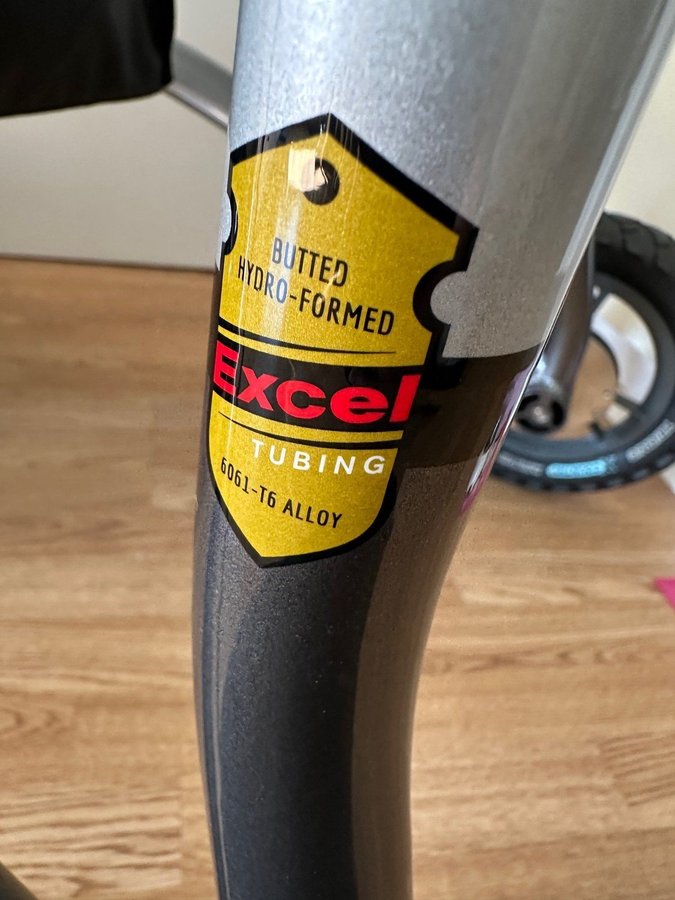 BUTTED
HYDRO-FORMED
Excel
TUBING
6061-T6 ALLOY